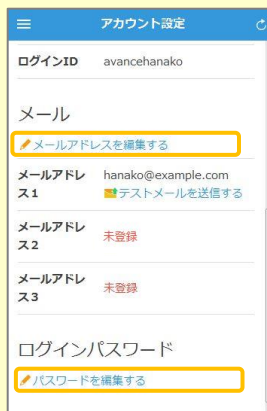 アカウント設定
ログインID avancehanako
メール
メールアドレスを編集する
メールアドレ hanako@example.com
ス1 テストメールを送信する
メールアドレ
ス2 未登録
メールアドレ
ス3 未登録
ログインパスワード
パスワードを編集する